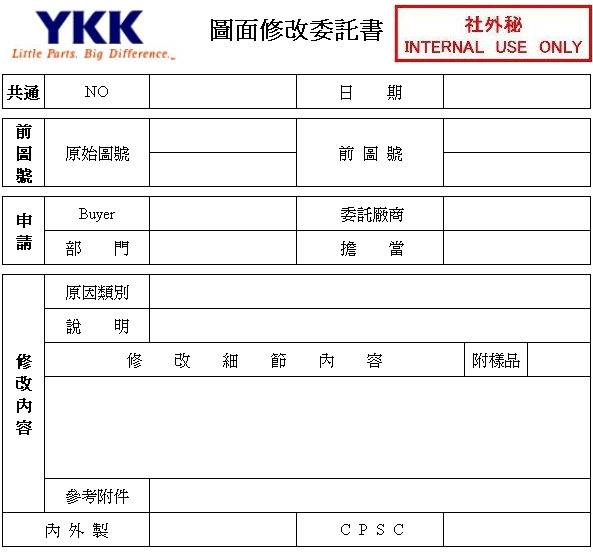 YKK
Little Parts. Big Difference.
圖面修改委託書
社外秘
INTERNAL USE ONLY
共通 NO 日 期
前圖號 原始圖號 前圖號
申請 Buyer 委託廠商
部 門 擔 當
修改內容 原因類別
說 明
修 改 細 節 內 容 附樣品
參考附件
內 外 製 C P S C